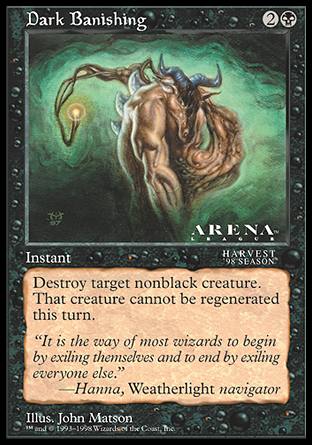 Dark Banishing 2
ARENA
LEAGUE
Instant
HARVEST
'98 SEASON
Destroy target nonblack creature.
That creature cannot be regenerated
this turn.
"It is the way of most wizards to begin
by exiling themselves and to end by exiling
everyone else."
—Hanna, Weatherlight navigator
Illus. John Matson
™ and © 1993–1998 Wizards of the Coast, Inc.